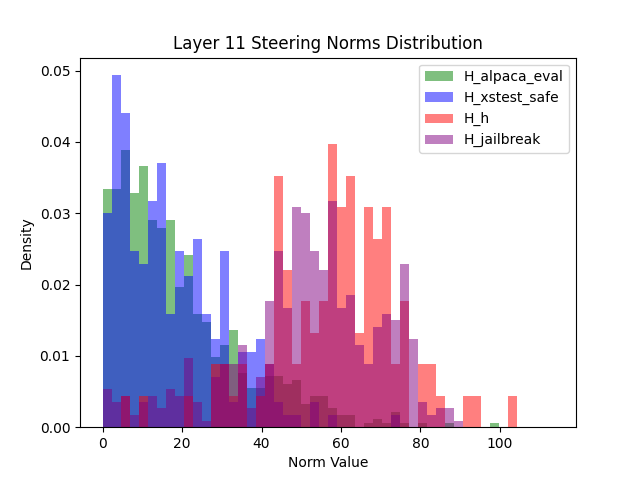 Layer 11 Steering Norms Distribution
H_alpaca_eval
H_xstest_safe
H_h
H_jailbreak
0.05
0.04
0.03
0.02
0.01
0.00
Density
0 20 40 60 80 100
Norm Value